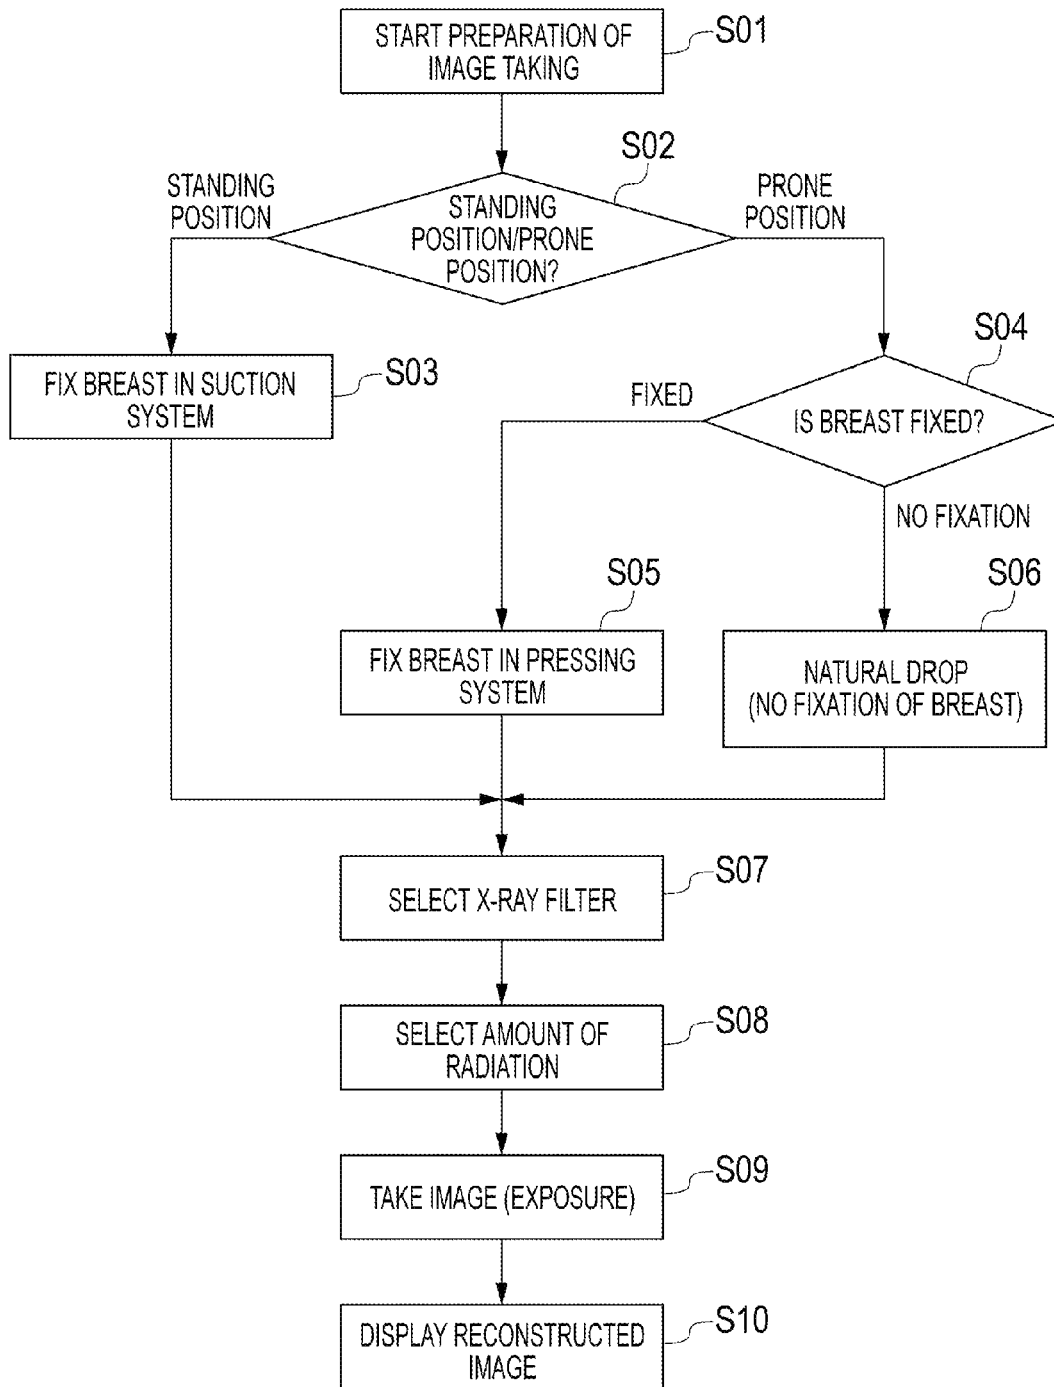 START PREPARATION OF
IMAGE TAKING
S01
S02
STANDING
POSITION
STANDING
POSITION/PRONE
POSITION?
PRONE
POSITION
FIX BREAST IN SUCTION
SYSTEM
S03
S04
FIXED
IS BREAST FIXED?
NO FIXATION
S05
FIX BREAST IN PRESSING
SYSTEM
S06
NATURAL DROP
(NO FIXATION OF BREAST)
S07
SELECT X-RAY FILTER
S08
SELECT AMOUNT OF
RADIATION
S09
TAKE IMAGE (EXPOSURE)
S10
DISPLAY RECONSTRUCTED
IMAGE